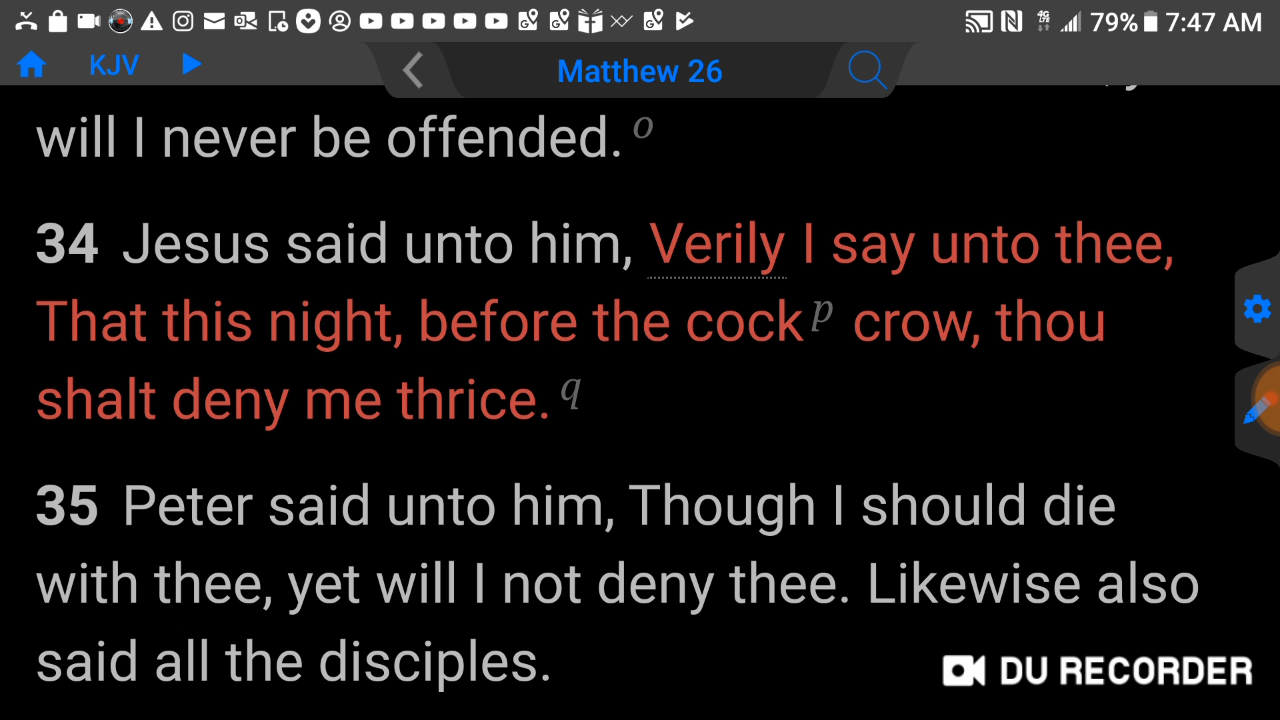 79% 7:47 AM
KJV Matthew 26
will I never be offended. o
34 Jesus said unto him, Verily I say unto thee,
That this night, before the cock p crow, thou
shalt deny me thrice. q
35 Peter said unto him, Though I should die
with thee, yet will I not deny thee. Likewise also
said all the disciples.
DU RECORDER